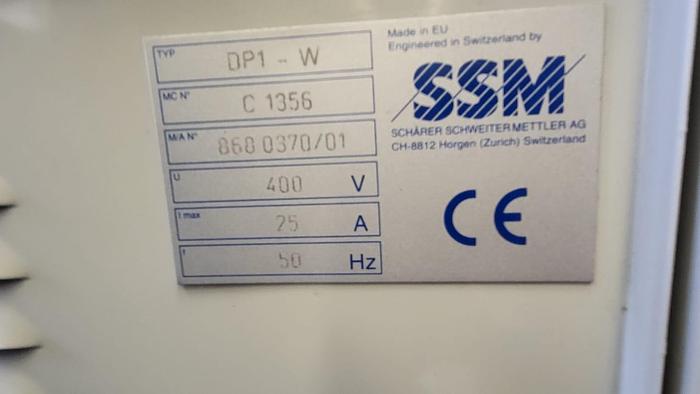 TYP DP1 - W
MC N° C 1356
M/A N° 860 0370/01
U 400 V
I max 25 A
f 50 Hz
Made in EU
Engineered in Switzerland by
SSM
SCHÄRER SCHWEITER METTLER AG
CH-8812 Horgen (Zurich) Switzerland
CE